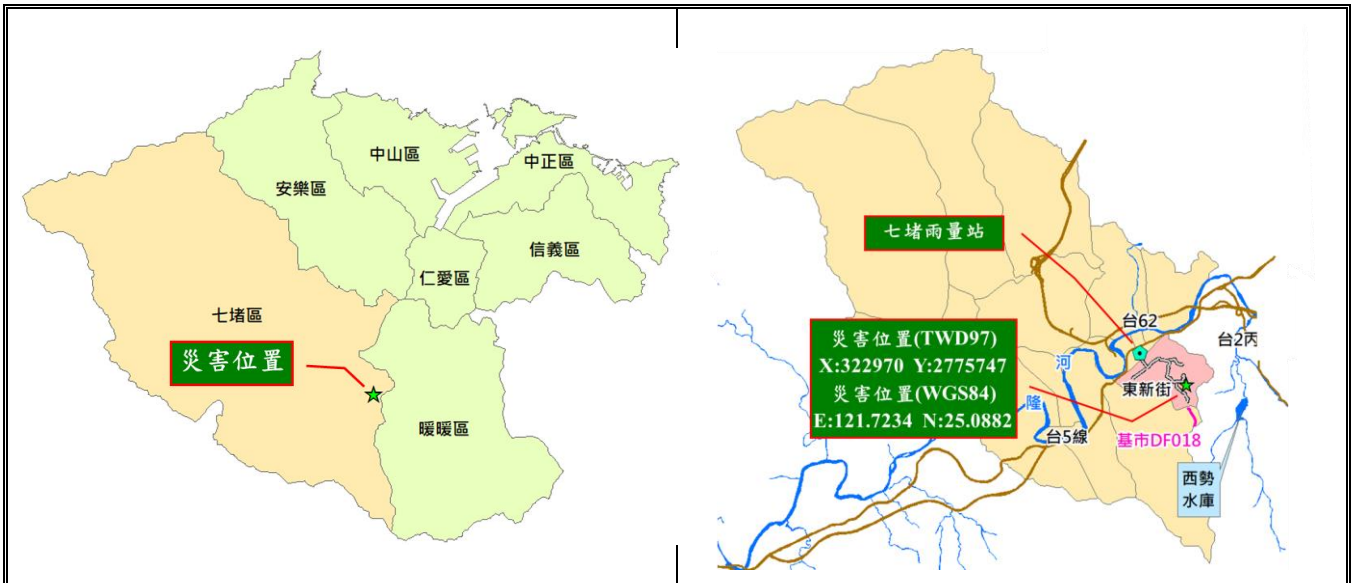 中山區
中正區
安樂區
信義區
仁愛區
七堵區
災害位置
暖暖區
七堵雨量站
台62
台2丙
災害位置(TWD97)
X:322970 Y:2775747
災害位置(WGS84)
E:121.7234 N:25.0882
河
隆
東新街
台5線
基市DF018
西勢
水庫